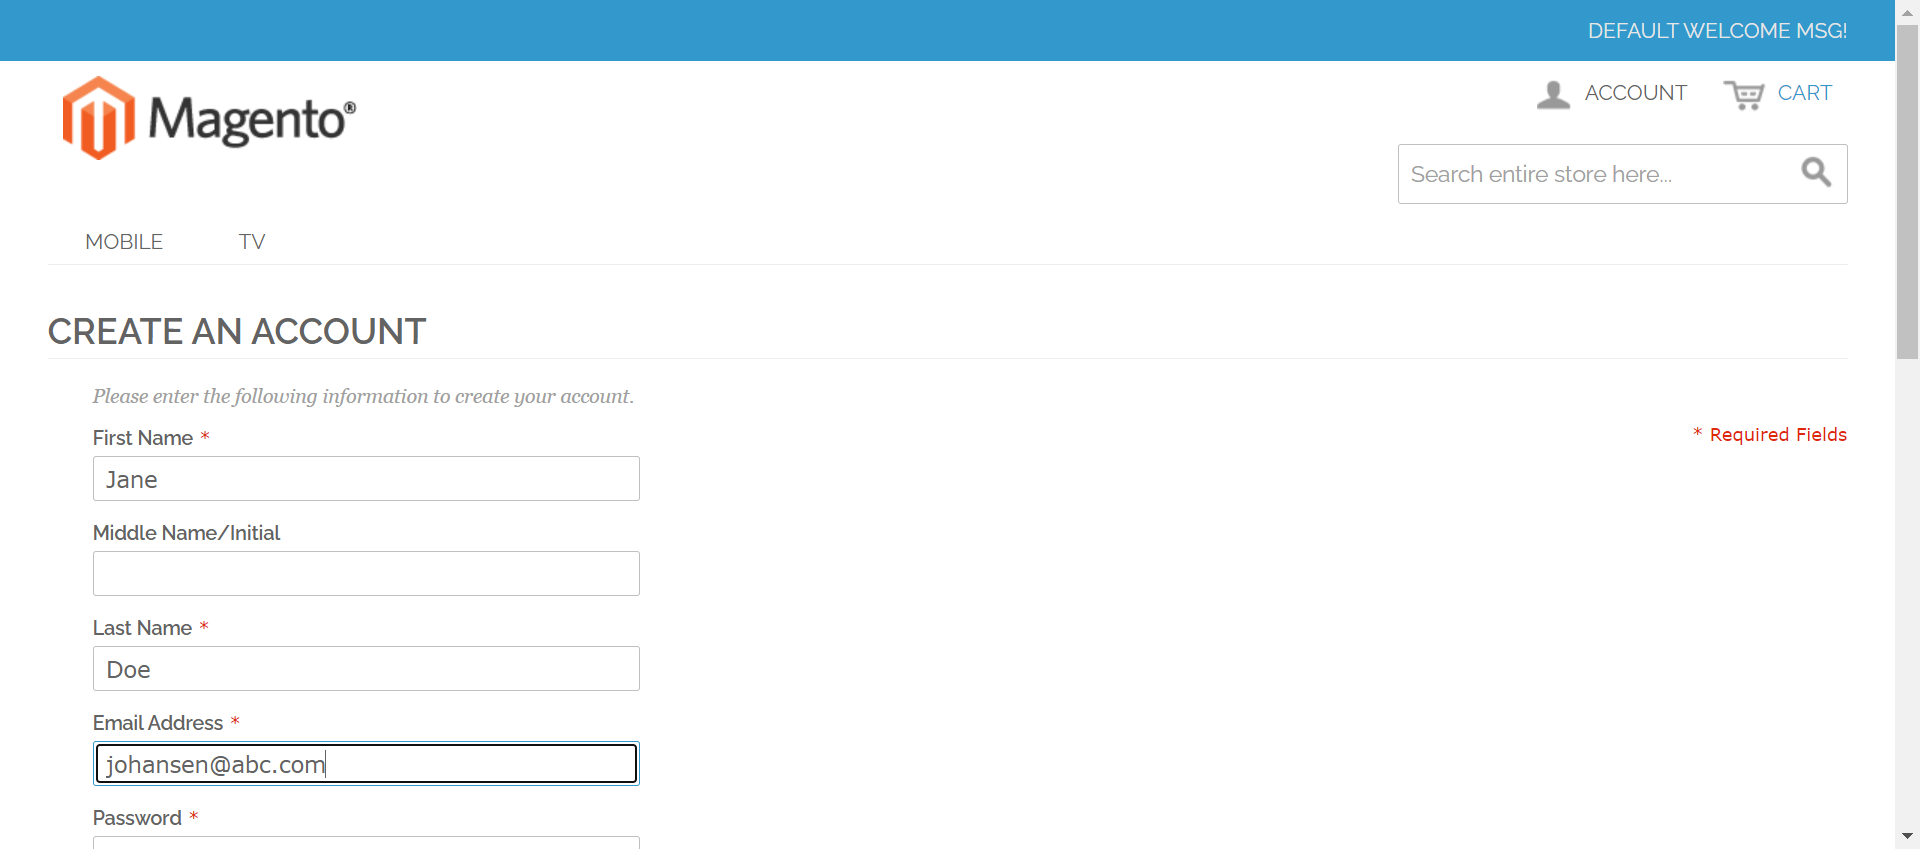 DEFAULT WELCOME MSG!
Magento®
ACCOUNT
CART
Search entire store here...
MOBILE
TV
CREATE AN ACCOUNT
Please enter the following information to create your account.
First Name *
* Required Fields
Jane
Middle Name/Initial
Last Name *
Doe
Email Address *
johansen@abc.com
Password *